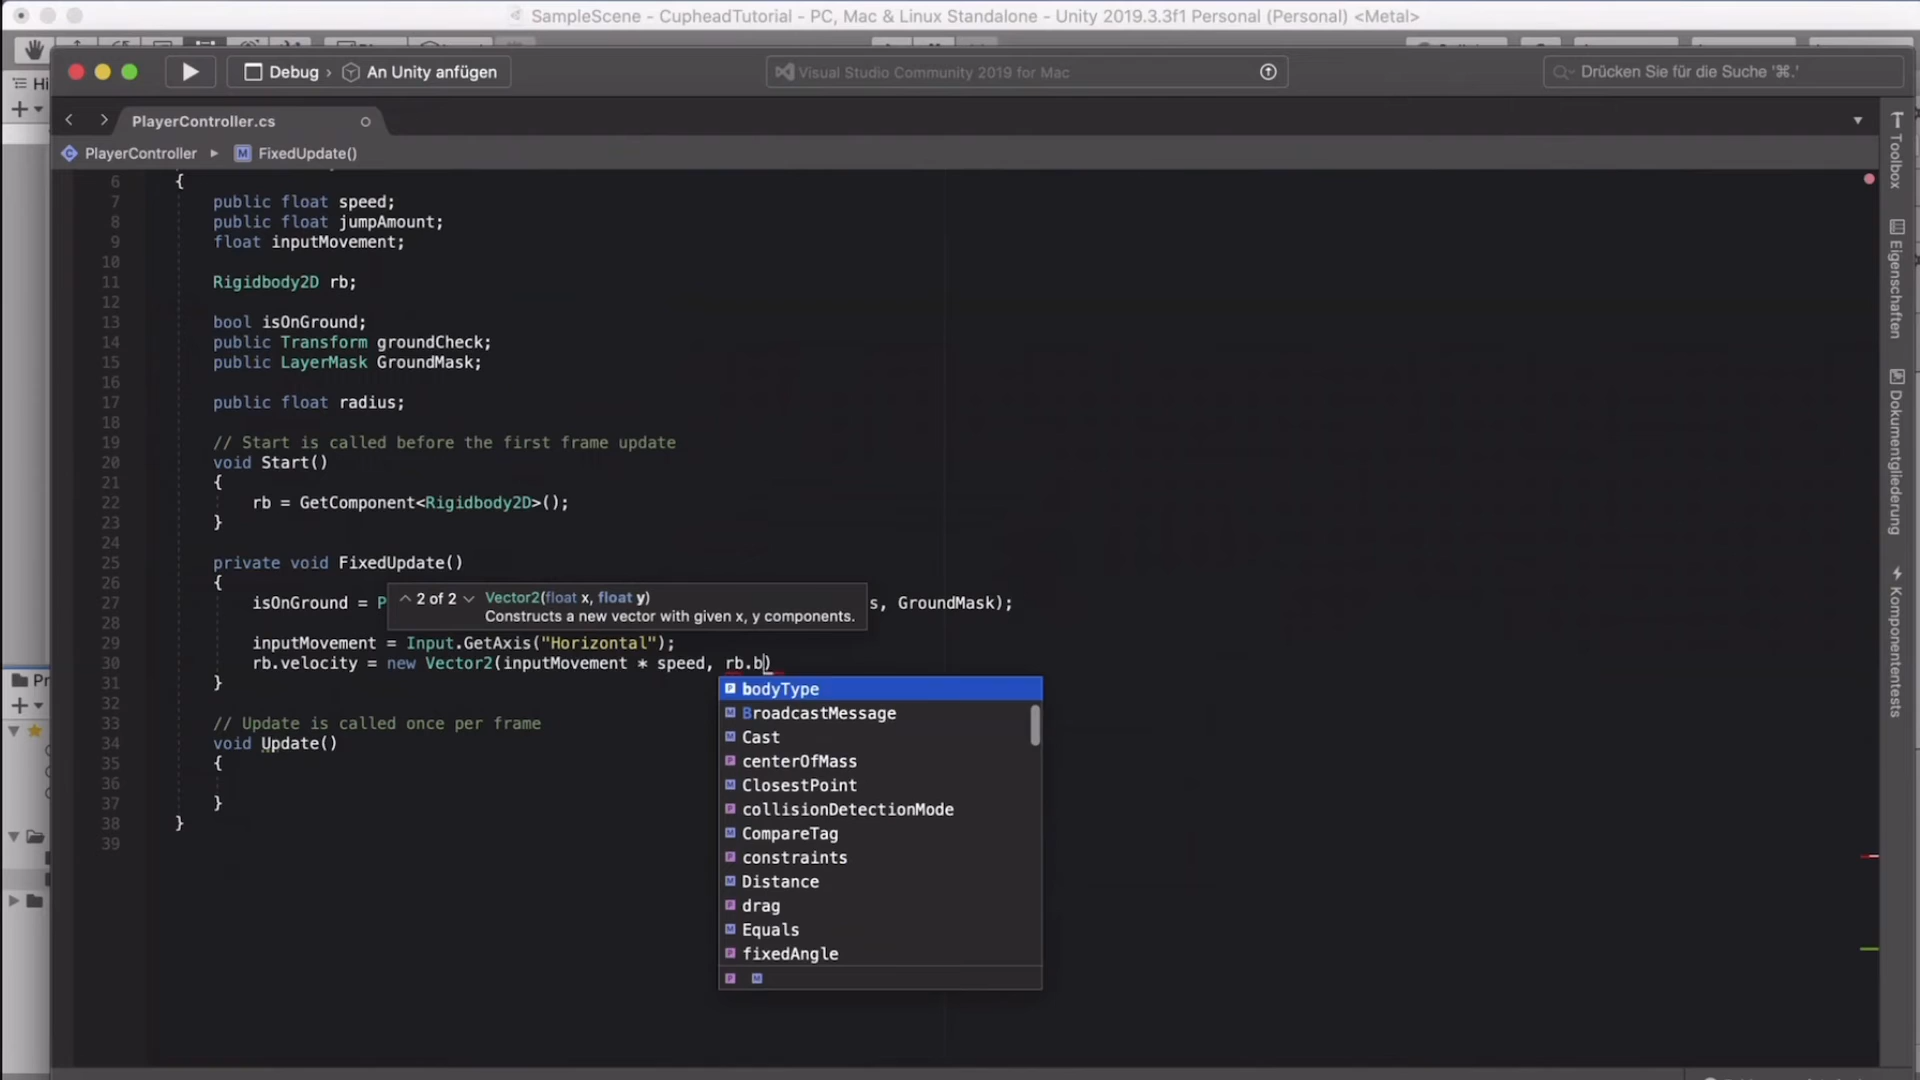 SampleScene - CupheadTutorial - PC, Mac & Linux Standalone - Unity 2019.3.3f1 Personal (Personal) <Metal>
Debug › An Unity anfügen
Visual Studio Community 2019 for Mac
Drücken Sie für die Suche '⌘.'
Hi
PlayerController.cs
PlayerController ▸ M FixedUpdate()
6 {
7 public float speed;
8 public float jumpAmount;
9 float inputMovement;
10
11 Rigidbody2D rb;
12
13 bool isOnGround;
14 public Transform groundCheck;
15 public LayerMask GroundMask;
16
17 public float radius;
18
19 // Start is called before the first frame update
20 void Start()
21 {
22 rb = GetComponent<Rigidbody2D>();
23 }
24
25 private void FixedUpdate()
26 {
27 isOnGround = P s, GroundMask);
2 of 2 Vector2(float x, float y)
Constructs a new vector with given x, y components.
28
29 inputMovement = Input.GetAxis("Horizontal");
30 rb.velocity = new Vector2(inputMovement * speed, rb.b)
31 }
32
33 // Update is called once per frame
34 void Update()
35 {
36
37 }
38 }
39
P bodyType
M BroadcastMessage
M Cast
P centerOfMass
M ClosestPoint
P collisionDetectionMode
M CompareTag
P constraints
M Distance
P drag
M Equals
P fixedAngle
P M
Pr
Toolbox
Eigenschaften
Dokumentgliederung
Komponententests